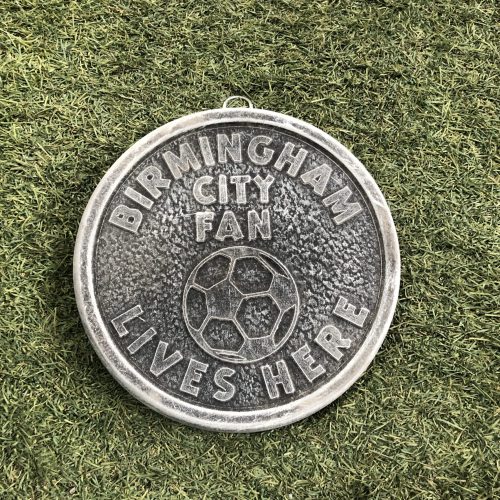 BIRMINGHAM
CITY
FAN
LIVES HERE